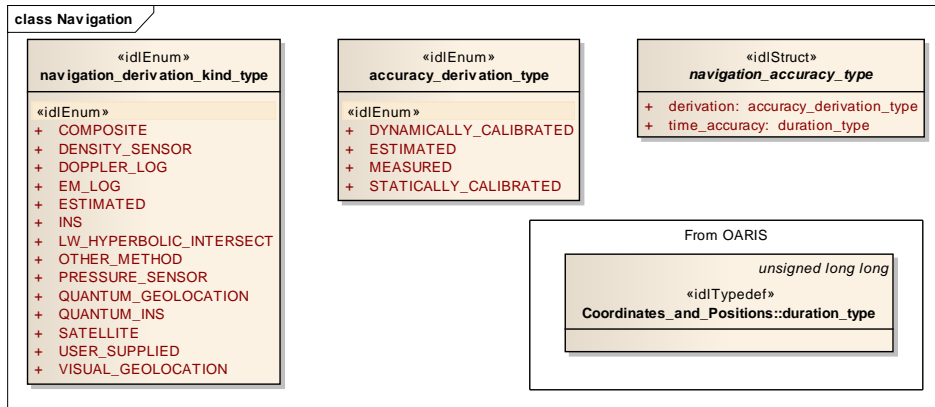 class Navigation
«idlEnum»
navigation_derivation_kind_type
«idlEnum»
+ COMPOSITE
+ DENSITY_SENSOR
+ DOPPLER_LOG
+ EM_LOG
+ ESTIMATED
+ INS
+ LW_HYPERBOLIC_INTERSECT
+ OTHER_METHOD
+ PRESSURE_SENSOR
+ QUANTUM_GEOLOCATION
+ QUANTUM_INS
+ SATELLITE
+ USER_SUPPLIED
+ VISUAL_GEOLOCATION
«idlEnum»
accuracy_derivation_type
«idlEnum»
+ DYNAMICALLY_CALIBRATED
+ ESTIMATED
+ MEASURED
+ STATICALLY_CALIBRATED
«idlStruct»
navigation_accuracy_type
+ derivation: accuracy_derivation_type
+ time_accuracy: duration_type
From OARIS
unsigned long long
«idlTypedef»
Coordinates_and_Positions::duration_type